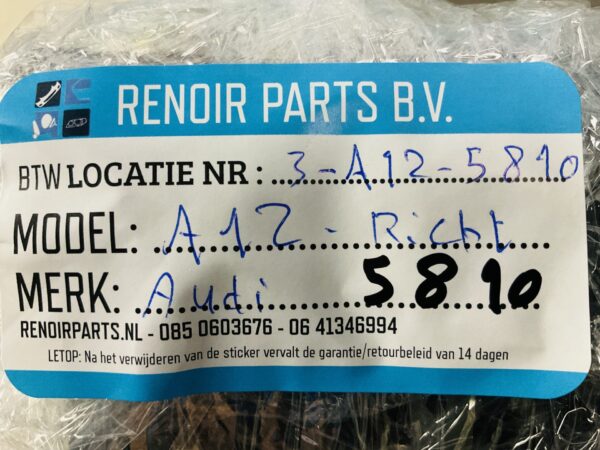 RENOIR PARTS B.V.
BTW LOCATIE NR : 3-A12-5810
MODEL: A12 - Richt
MERK: Audi 5810
RENOIRPARTS.NL - 085 0603676 - 06 41346994
LETOP: Na het verwijderen van de sticker vervalt de garantie/retourbeleid van 14 dagen